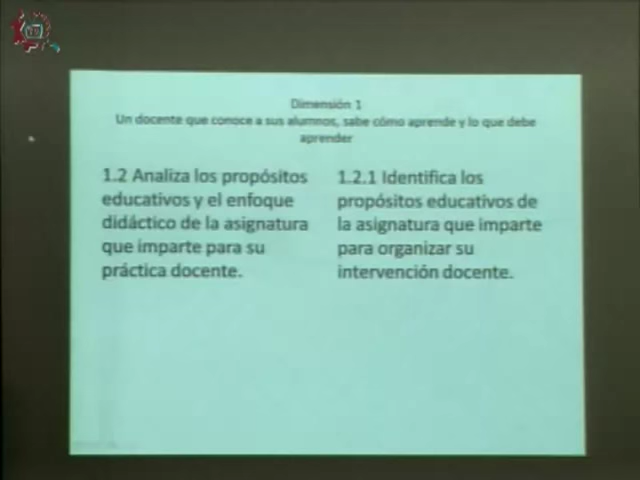 Dimensión 1
Un docente que conoce a sus alumnos, sabe cómo aprende y lo que debe
aprender
1.2 Analiza los propósitos
educativos y el enfoque
didáctico de la asignatura
que imparte para su
práctica docente.
1.2.1 Identifica los
propósitos educativos de
la asignatura que imparte
para organizar su
intervención docente.